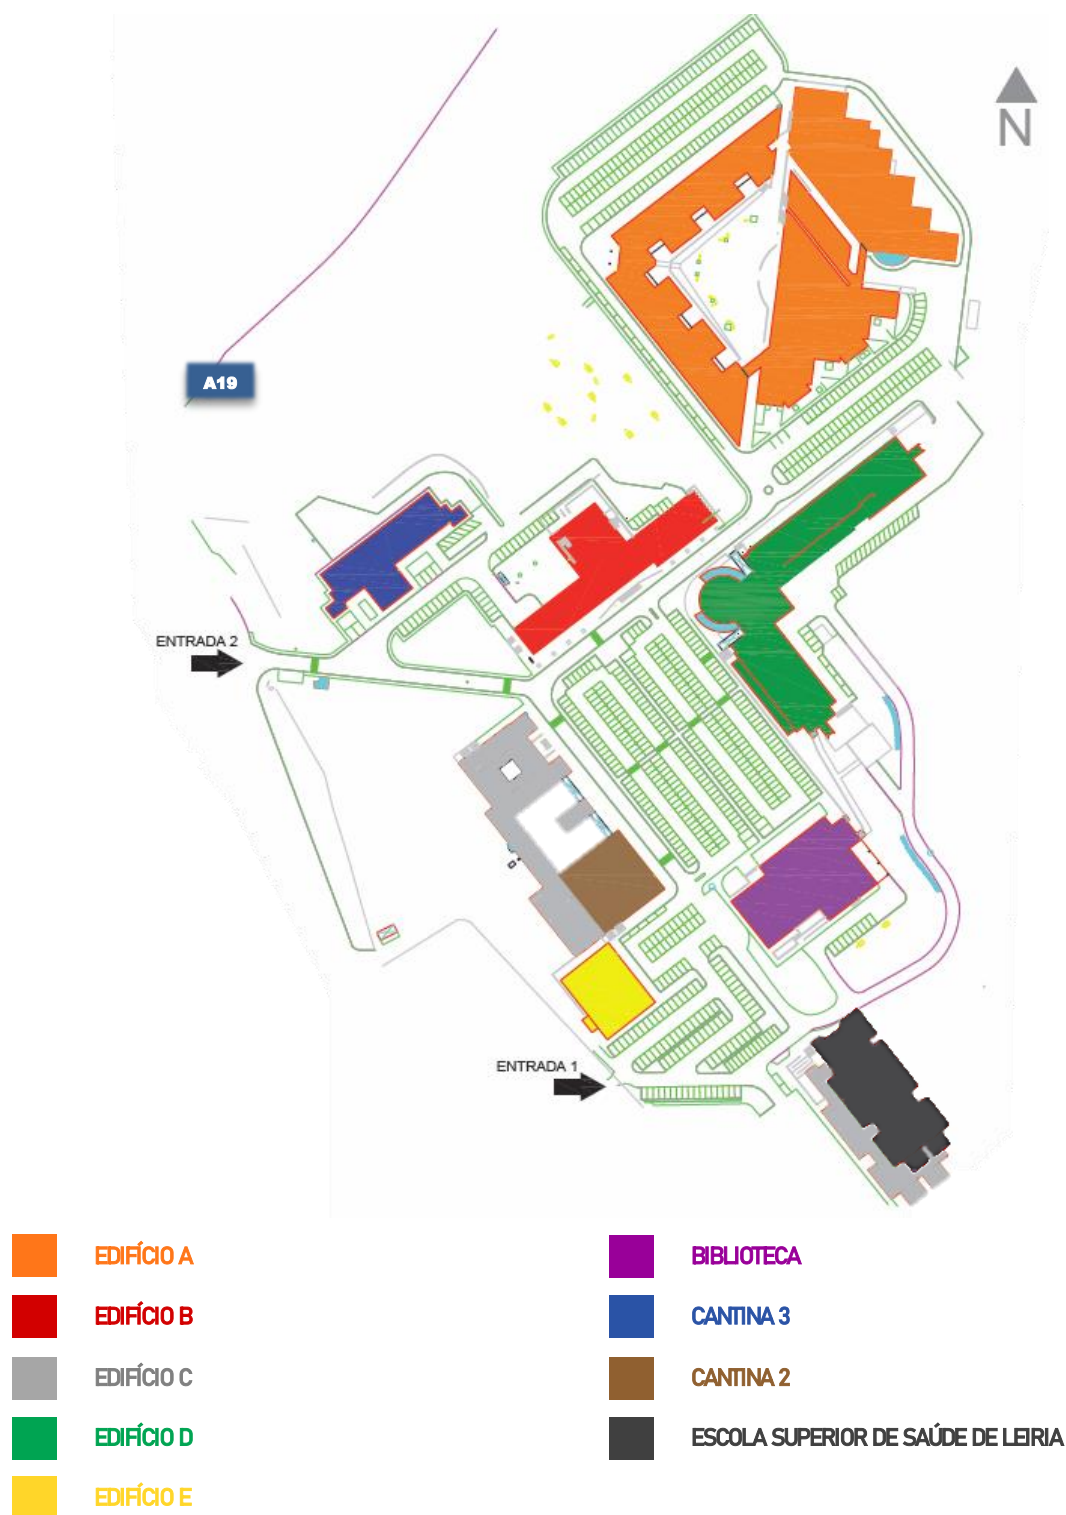 N
A19
ENTRADA 2
ENTRADA 1
EDIFÍCIO A
EDIFÍCIO B
EDIFÍCIO C
EDIFÍCIO D
EDIFÍCIO E
BIBLIOTECA
CANTINA 3
CANTINA 2
ESCOLA SUPERIOR DE SAÚDE DE LEIRIA